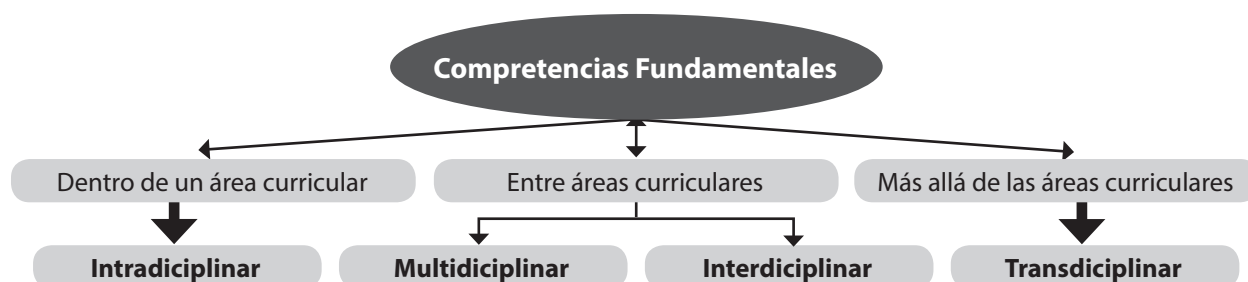 Compretencias Fundamentales
Dentro de un área curricular
Entre áreas curriculares
Más allá de las áreas curriculares
Intradiciplinar
Multidiciplinar
Interdiciplinar
Transdiciplinar